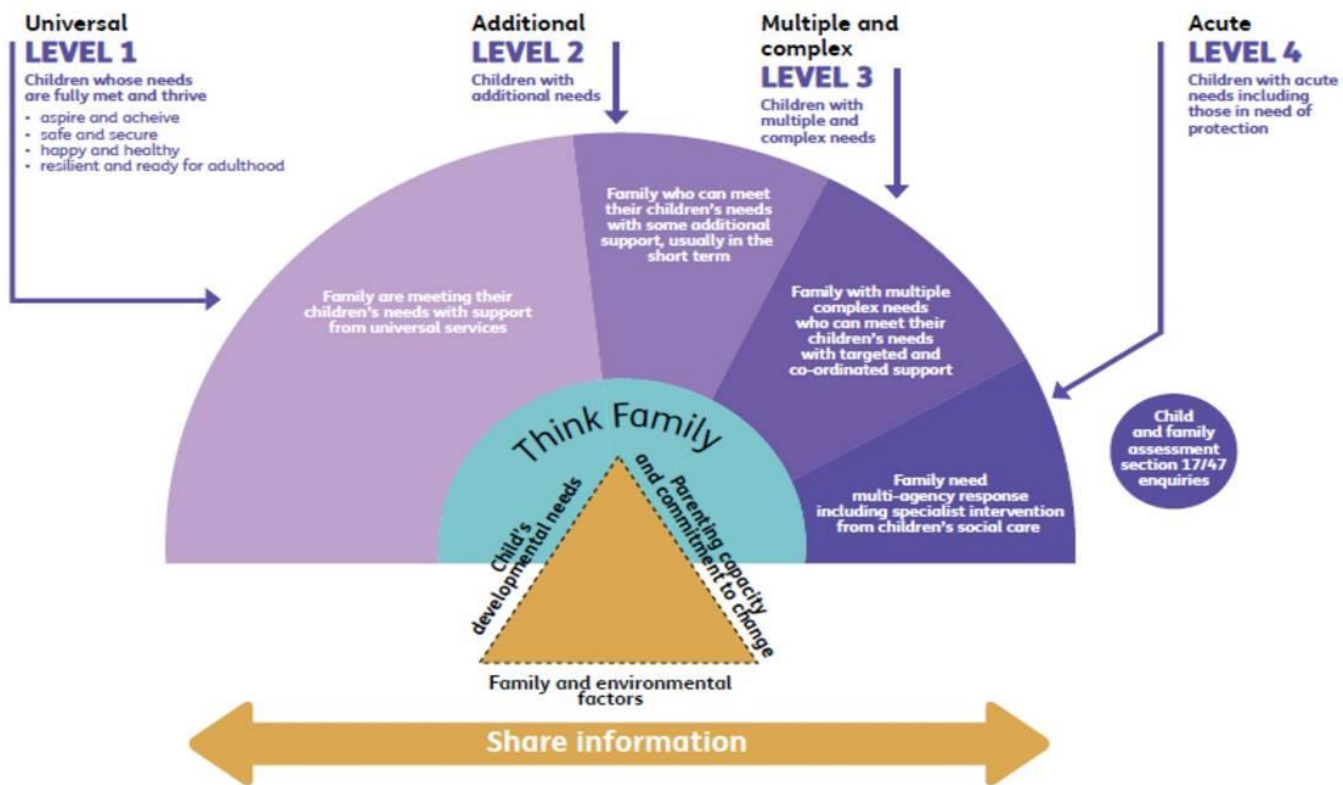 Universal
LEVEL 1
Children whose needs
are fully met and thrive
• aspire and acheive
• safe and secure
• happy and healthy
• resilient and ready for adulthood
Additional
LEVEL 2
Children with
additional needs
Multiple and
complex
LEVEL 3
Children with
multiple and
complex needs
Acute
LEVEL 4
Children with acute
needs including
those in need of
protection
Family are meeting their
children's needs with support
from universal services
Family who can meet
their children's needs
with some additional
support, usually in the
short term
Family with multiple
complex needs
who can meet their
children's needs
with targeted and
co-ordinated support
Family need
multi-agency response
including specialist intervention
from children's social care
Child
and family
assessment
section 17/47
enquiries
Think Family
Child's
developmental needs
Parenting capacity
and commitment to change
Family and environmental
factors
Share information